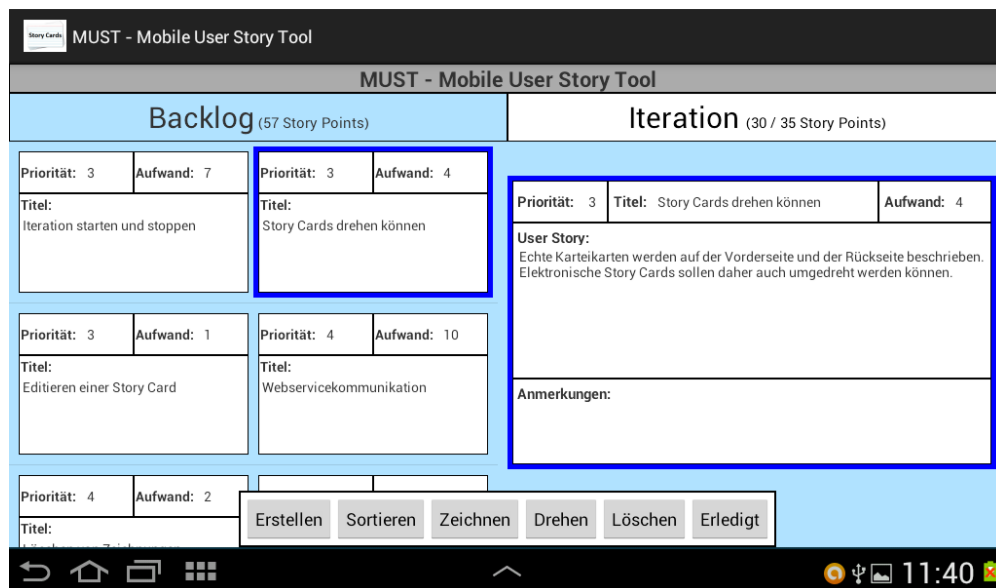 Story Cards
MUST - Mobile User Story Tool
MUST - Mobile User Story Tool
Backlog (57 Story Points)
Iteration (30 / 35 Story Points)
Priorität: 3 Aufwand: 7
Titel:
Iteration starten und stoppen
Priorität: 3 Aufwand: 4
Titel:
Story Cards drehen können
Priorität: 3 Aufwand: 1
Titel:
Editieren einer Story Card
Priorität: 4 Aufwand: 10
Titel:
Webservicekommunikation
Priorität: 4 Aufwand: 2
Titel:
Priorität: 3 Titel: Story Cards drehen können Aufwand: 4
User Story:
Echte Karteikarten werden auf der Vorderseite und der Rückseite beschrieben.
Elektronische Story Cards sollen daher auch umgedreht werden können.
Anmerkungen:
Erstellen Sortieren Zeichnen Drehen Löschen Erledigt
11:40